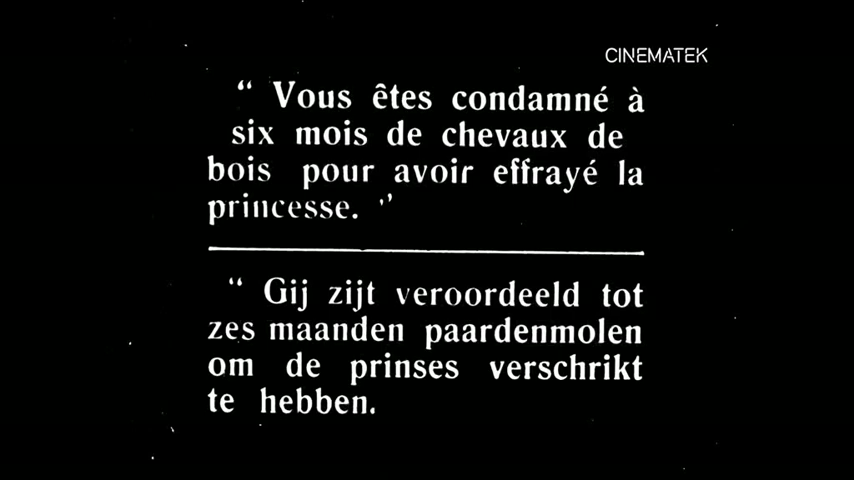 CINEMATEK
“ Vous êtes condamné à
six mois de chevaux de
bois pour avoir effrayé la
princesse. ”
“ Gij zijt veroordeeld tot
zes maanden paardenmolen
om de prinses verschrikt
te hebben.